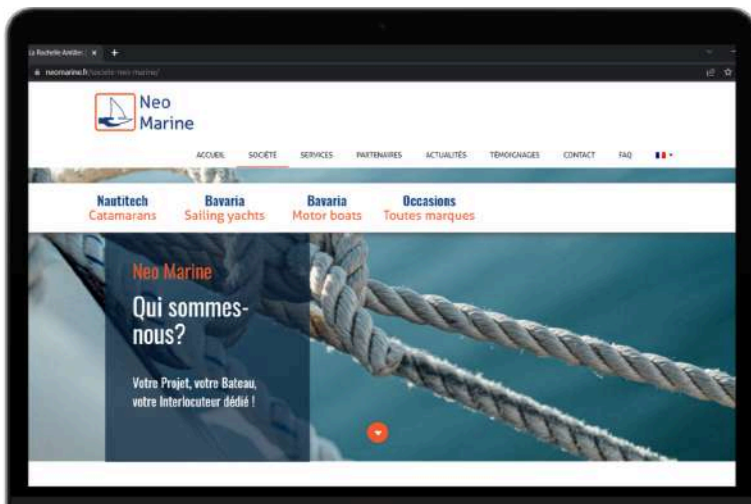 La Rochelle Antilles
neomarine.fr/societe-neo-marine/
Neo
Marine
ACCUEIL SOCIÉTÉ SERVICES PARTENAIRES ACTUALITÉS TÉMOIGNAGES CONTACT FAQ
Nautitech Bavaria Bavaria Occasions
Catamarans Sailing yachts Motor boats Toutes marques
Neo Marine
Qui sommes-
nous?
Votre Projet, votre Bateau,
votre Interlocuteur dédié !